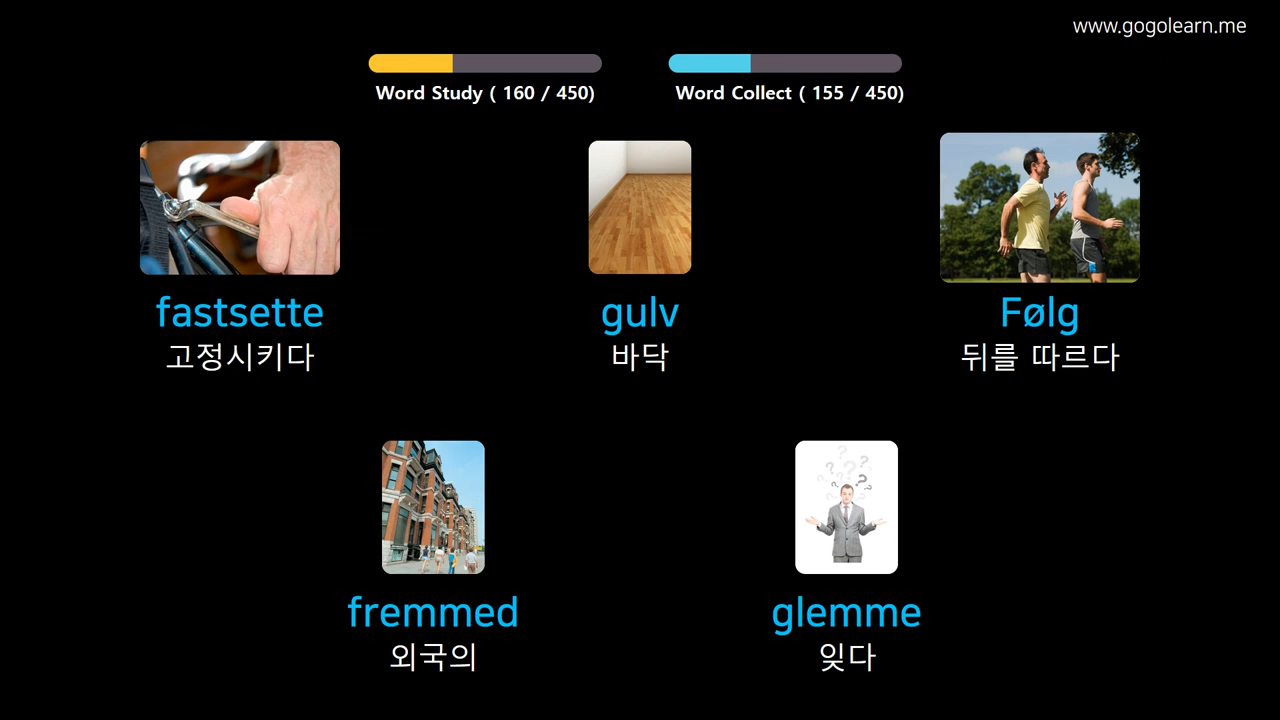 www.gogolearn.me
Word Study ( 160 / 450)
Word Collect ( 155 / 450)
fastsette
고정시키다
gulv
바닥
Følg
뒤를 따르다
fremmed
외국의
glemme
잊다